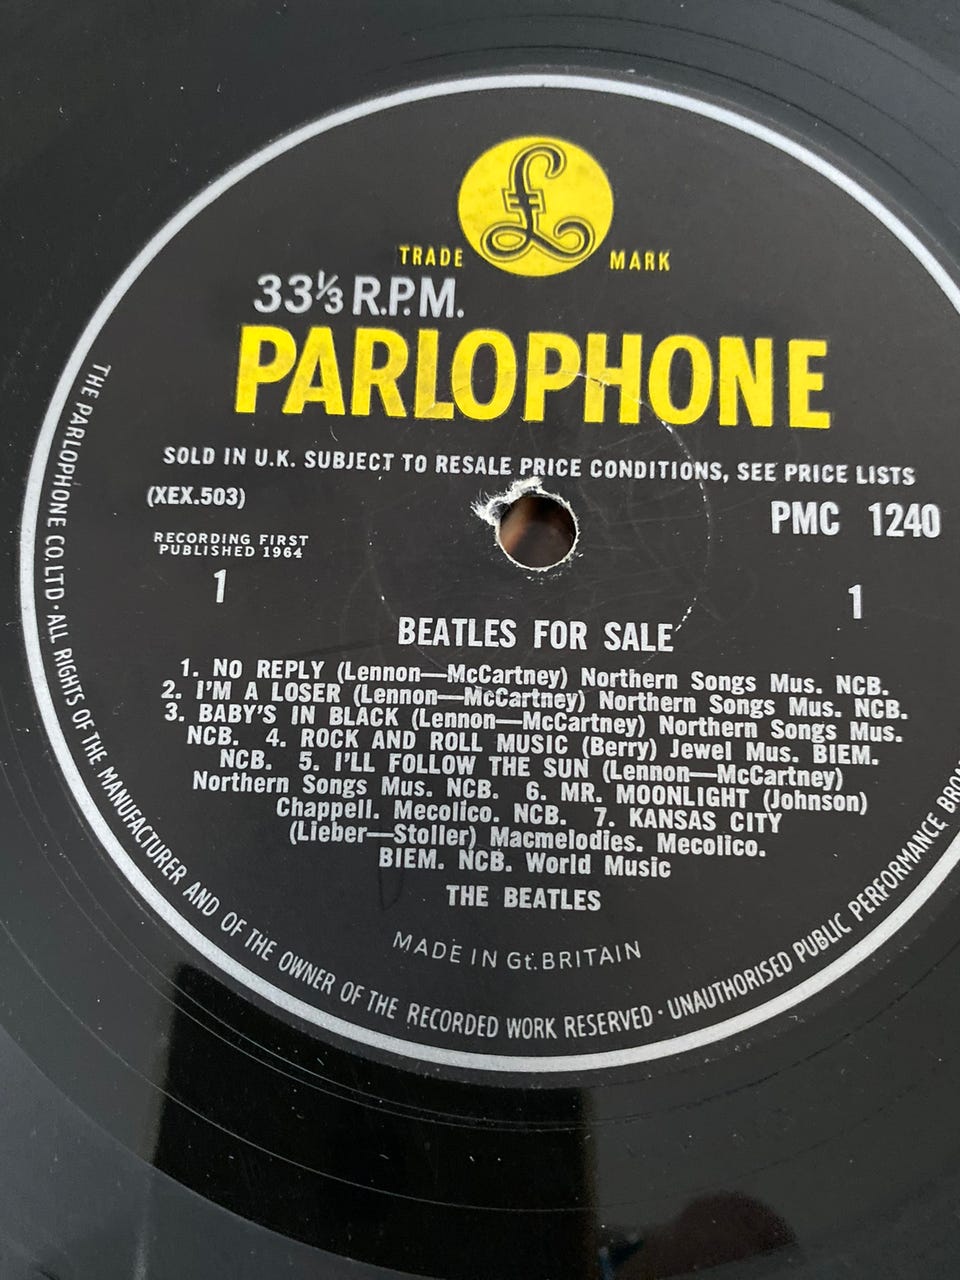 TRADE £ MARK
33⅓ R.P.M.
PARLOPHONE
SOLD IN U.K. SUBJECT TO RESALE PRICE CONDITIONS, SEE PRICE LISTS
(XEX.503)
PMC 1240
RECORDING FIRST
PUBLISHED 1964
1
1
BEATLES FOR SALE
1. NO REPLY (Lennon—McCartney) Northern Songs Mus. NCB.
2. I'M A LOSER (Lennon—McCartney) Northern Songs Mus. NCB.
3. BABY'S IN BLACK (Lennon—McCartney) Northern Songs Mus.
NCB. 4. ROCK AND ROLL MUSIC (Berry) Jewel Mus. BIEM.
NCB. 5. I'LL FOLLOW THE SUN (Lennon—McCartney)
Northern Songs Mus. NCB. 6. MR. MOONLIGHT (Johnson)
Chappell. Mecolico. NCB. 7. KANSAS CITY
(Lieber—Stoller) Macmelodies. Mecolico.
BIEM. NCB. World Music
THE BEATLES
MADE IN Gt. BRITAIN
THE PARLOPHONE CO. LTD · ALL RIGHTS OF THE MANUFACTURER AND OF THE OWNER OF THE RECORDED WORK RESERVED · UNAUTHORISED PUBLIC PERFORMANCE